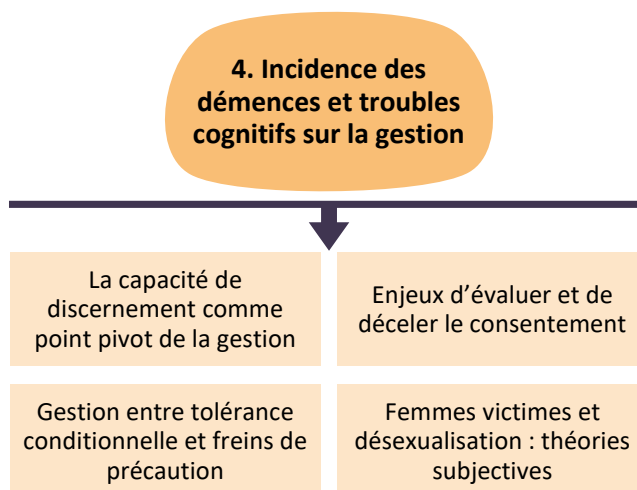 4. Incidence des
démences et troubles
cognitifs sur la gestion
La capacité de
discernement comme
point pivot de la gestion
Enjeux d’évaluer et de
déceler le consentement
Gestion entre tolérance
conditionnelle et freins de
précaution
Femmes victimes et
désexualisation : théories
subjectives